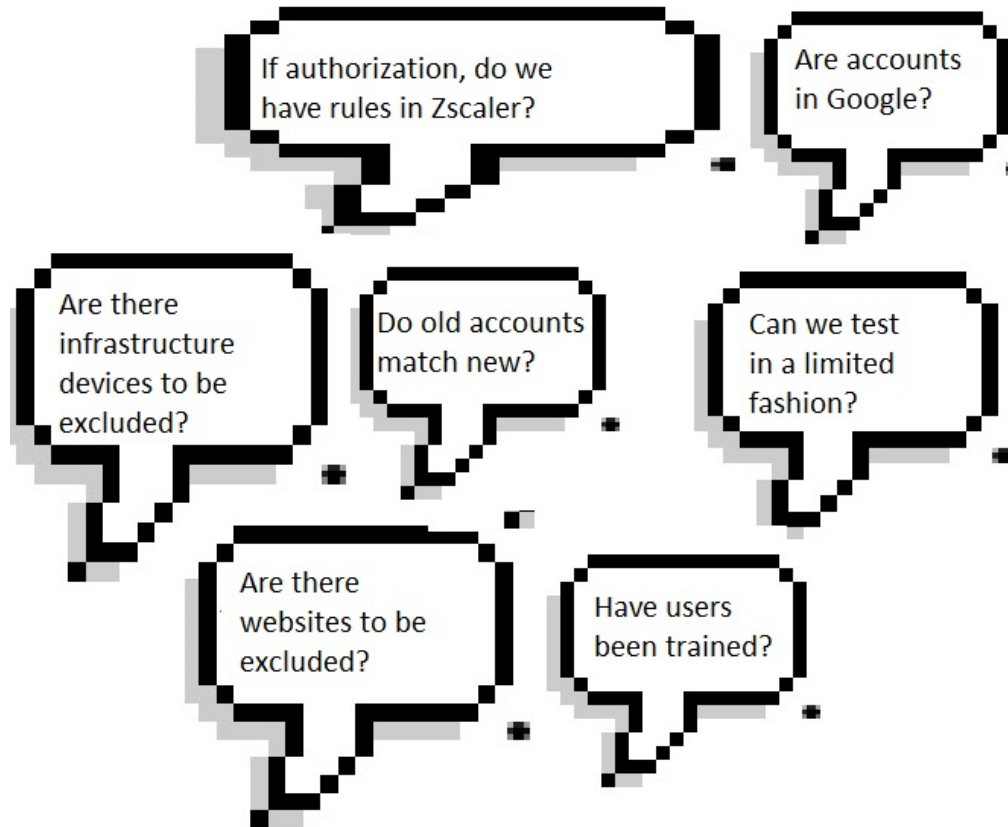 If authorization, do we
have rules in Zscaler?
Are accounts
in Google?
Are there
infrastructure
devices to be
excluded?
Do old accounts
match new?
Can we test
in a limited
fashion?
Are there
websites to be
excluded?
Have users
been trained?